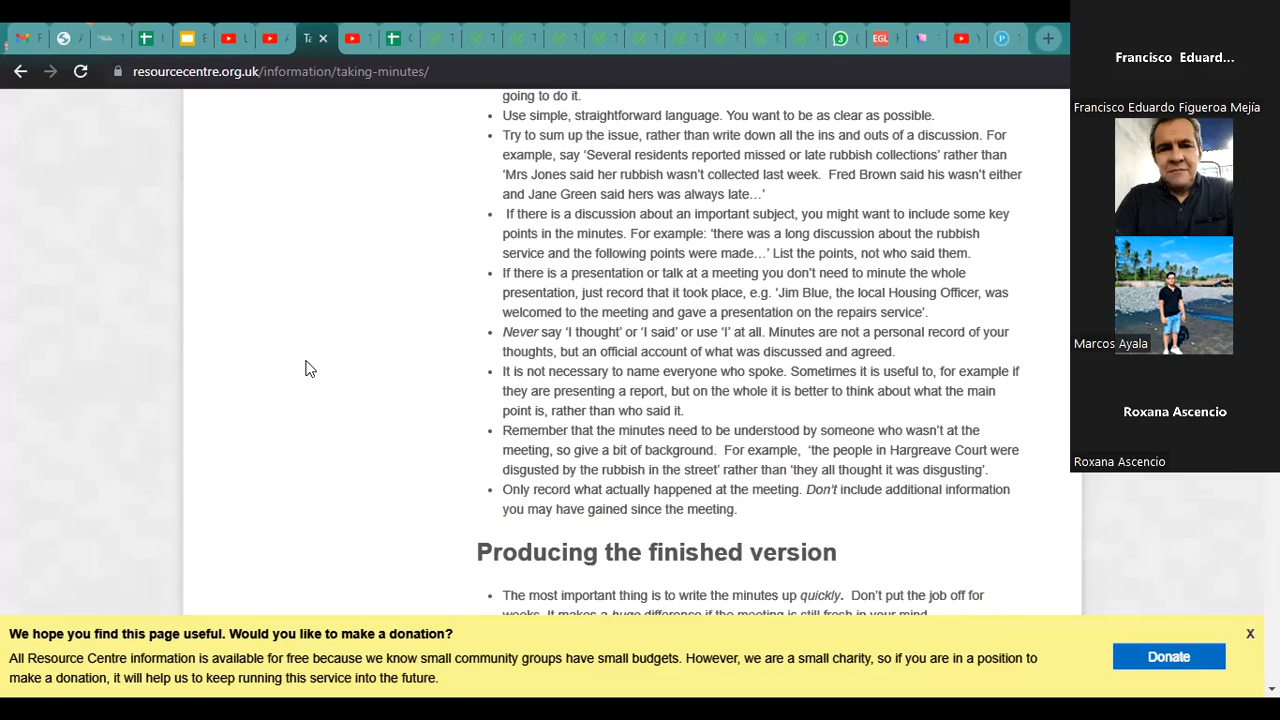 Ta
3
EGL
resourcecentre.org.uk/information/taking-minutes/
going to do it.
Use simple, straightforward language. You want to be as clear as possible.
Try to sum up the issue, rather than write down all the ins and outs of a discussion. For
example, say ‘Several residents reported missed or late rubbish collections’ rather than
‘Mrs Jones said her rubbish wasn’t collected last week.  Fred Brown said his wasn’t either
and Jane Green said hers was always late…’
If there is a discussion about an important subject, you might want to include some key
points in the minutes. For example: ‘there was a long discussion about the rubbish
service and the following points were made…’ List the points, not who said them.
If there is a presentation or talk at a meeting you don’t need to minute the whole
presentation, just record that it took place, e.g. ‘Jim Blue, the local Housing Officer, was
welcomed to the meeting and gave a presentation on the repairs service’.
Never say ‘I thought’ or ‘I said’ or use ‘I’ at all. Minutes are not a personal record of your
thoughts, but an official account of what was discussed and agreed.
It is not necessary to name everyone who spoke. Sometimes it is useful to, for example if
they are presenting a report, but on the whole it is better to think about what the main
point is, rather than who said it.
Remember that the minutes need to be understood by someone who wasn’t at the
meeting, so give a bit of background.  For example,  ‘the people in Hargreave Court were
disgusted by the rubbish in the street’ rather than ‘they all thought it was disgusting’.
Only record what actually happened at the meeting. Don’t include additional information
you may have gained since the meeting.
Producing the finished version
The most important thing is to write the minutes up quickly.  Don’t put the job off for
weeks. It makes a huge difference if the meeting is still fresh in your mind.
We hope you find this page useful. Would you like to make a donation?
X
All Resource Centre information is available for free because we know small community groups have small budgets. However, we are a small charity, so if you are in a position to
make a donation, it will help us to keep running this service into the future.
Donate
Francisco Eduard...
Francisco Eduardo Figueroa Mejía
Marcos Ayala
Roxana Ascencio
Roxana Ascencio